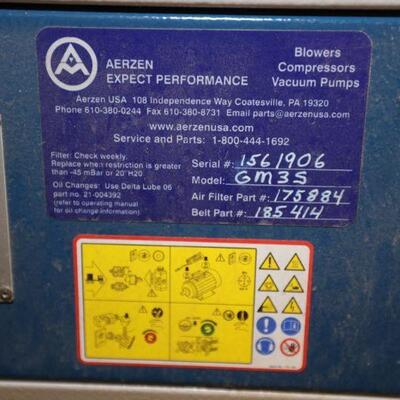 AERZEN
EXPECT PERFORMANCE
Blowers
Compressors
Vacuum Pumps
Aerzen USA 108 Independence Way Coatesville, PA 19320
Phone 610-380-0244 Fax 610-380-8731 Email parts@aerzenusa.com
www.aerzenusa.com
Service and Parts: 1-800-444-1692
Filter: Check weekly.
Replace when restriction is greater
than -45 mBar or 20"H20
Oil Changes: Use Delta Lube 06
part no. 21-004392
(refer to operating manual
for oil change information)
Serial #: 1561906
Model: GM3S
Air Filter Part #: 175884
Belt Part #: 185414